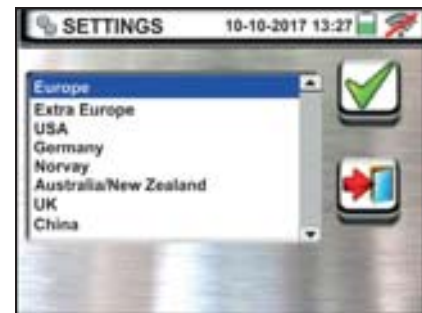 SETTINGS 10-10-2017 13:27
Europe
Extra Europe
USA
Germany
Norvay
Australia/New Zealand
UK
China